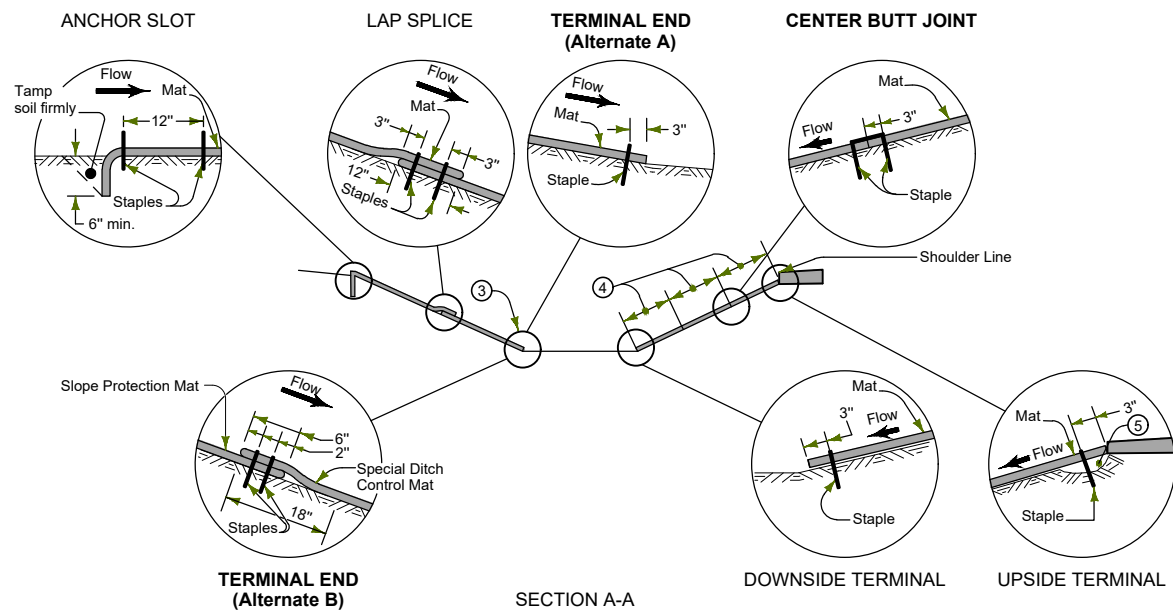 ANCHOR SLOT
Flow
Tamp
soil firmly
Mat
12"
Staples
6" min.
LAP SPLICE
Flow
Mat
3"
3"
12"
Staples
TERMINAL END
(Alternate A)
Flow
Mat
3"
Staple
CENTER BUTT JOINT
Mat
3"
Flow
Staple
3
4
Shoulder Line
Slope Protection Mat
Flow
6"
2"
Special Ditch
Control Mat
18"
Staples
TERMINAL END
(Alternate B)
SECTION A-A
Mat
3"
Flow
Staple
DOWNSIDE TERMINAL
Mat
3"
5
Flow
Staple
UPSIDE TERMINAL